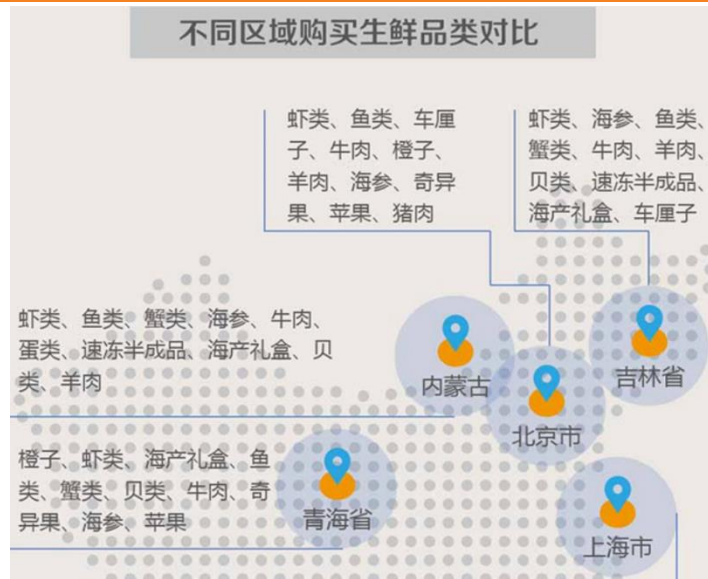 不同区域购买生鲜品类对比
虾类、鱼类、车厘
子、牛肉、橙子、
羊肉、海参、奇异
果、苹果、猪肉
虾类、海参、鱼类、
蟹类、牛肉、羊肉、
贝类、速冻半成品、
海产礼盒、车厘子
虾类、鱼类、蟹类、海参、牛肉、
蛋类、速冻半成品、海产礼盒、贝
类、羊肉
内蒙古
吉林省
北京市
橙子、虾类、海产礼盒、鱼
类、蟹类、贝类、牛肉、奇
异果、海参、苹果
青海省
上海市